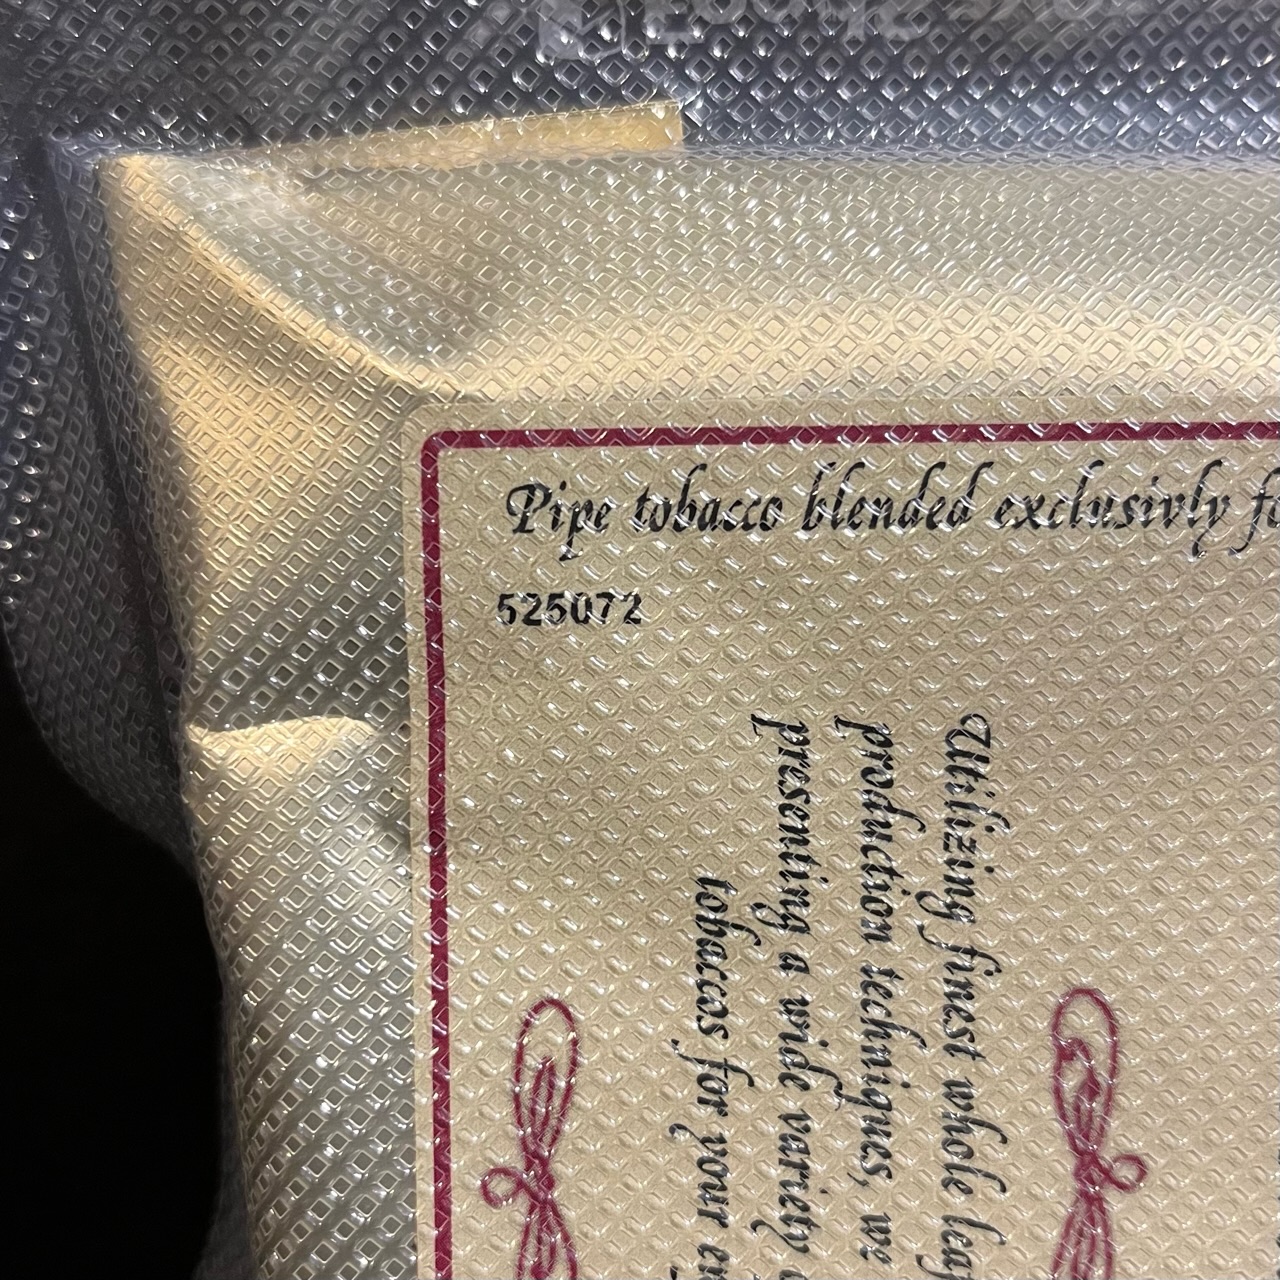 Pipe tobacco blended exclusivly
525072
Utilizing finest whole
production techniques, we
presenting a wide variety
tobaccos for your